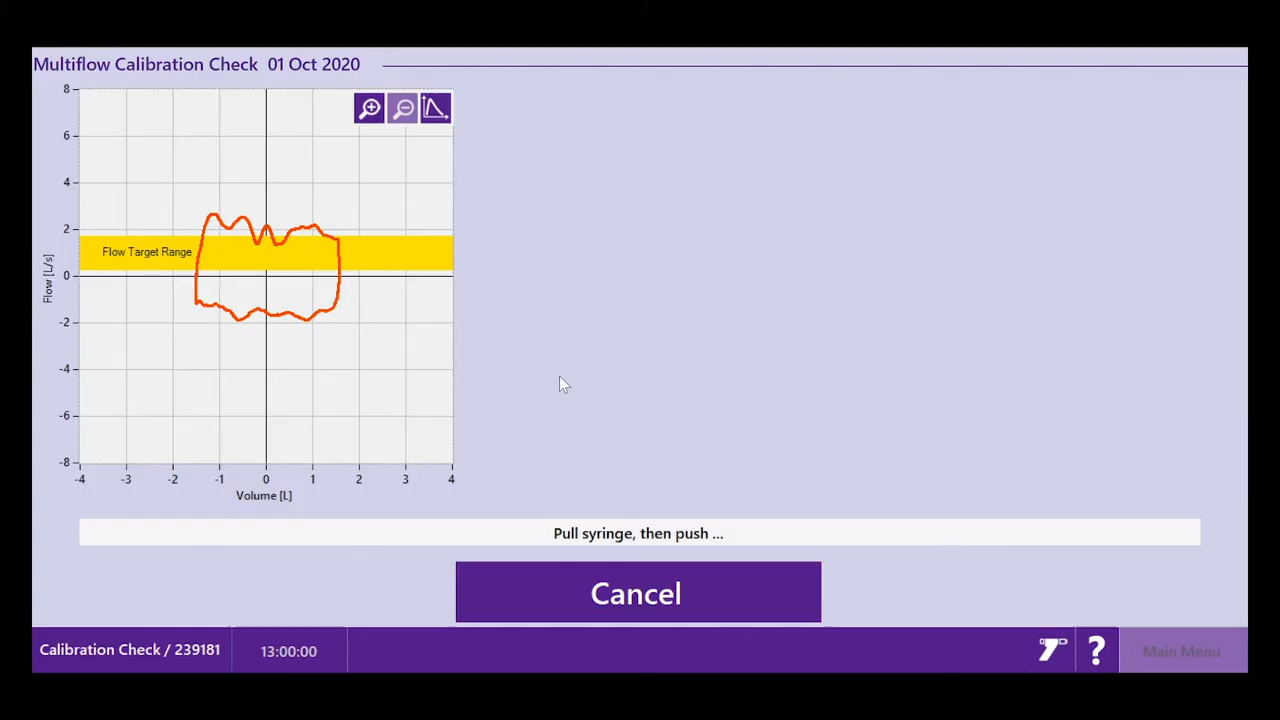 Multiflow Calibration Check 01 Oct 2020
8
6
4
2
0
-2
-4
-6
-8
Flow [L/s]
Flow Target Range
-4 -3 -2 -1 0 1 2 3 4
Volume [L]
Pull syringe, then push ...
Cancel
Calibration Check / 239181
13:00:00
?
Main Menu